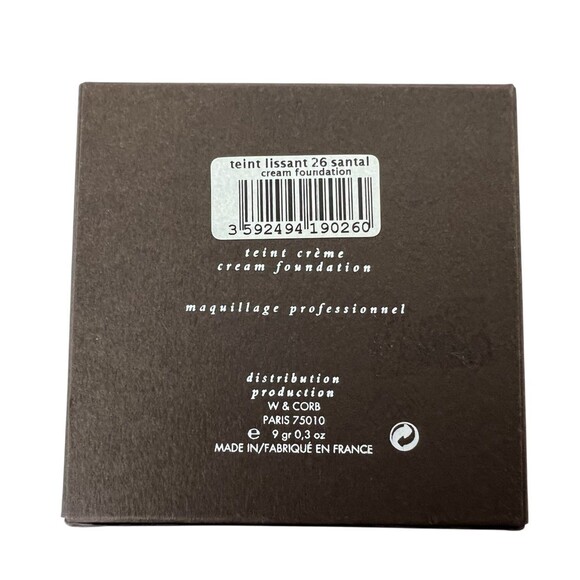 teint lissant 26 santal
cream foundation
3 592494 190260
teint crème
cream foundation
maquillage professionnel
distribution
production
W & CORB
PARIS 75010
℮ 9 gr 0,3 oz
MADE IN/FABRIQUÉ EN FRANCE